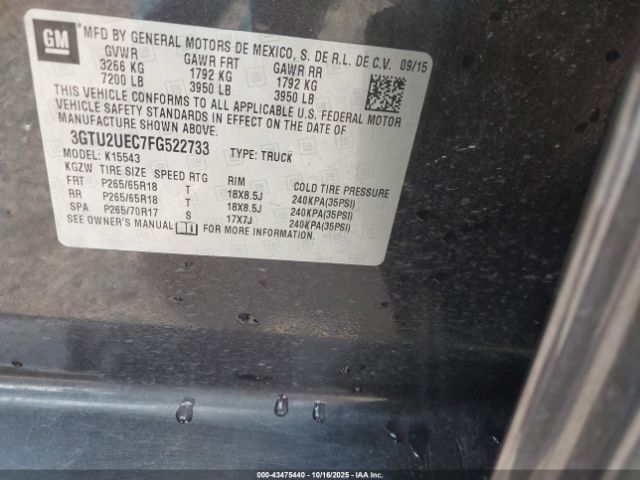 GM
MFD BY GENERAL MOTORS DE MEXICO, S. DE R.L. DE C.V. 09/15
GVWR GAWR FRT GAWR RR
3266 KG 1792 KG 1792 KG
7200 LB 3950 LB 3950 LB
THIS VEHICLE CONFORMS TO ALL APPLICABLE U.S. FEDERAL MOTOR
VEHICLE SAFETY STANDARDS IN EFFECT ON THE DATE OF
MANUFACTURE SHOWN ABOVE.
3GTU2UEC7FG522733 TYPE: TRUCK
MODEL: K15543
KGZW TIRE SIZE SPEED RTG RIM COLD TIRE PRESSURE
FRT P265/65R18 T 18X8.5J 240KPA(35PSI)
RR P265/65R18 T 18X8.5J 240KPA(35PSI)
SPA P265/70R17 S 17X7J 240KPA(35PSI)
SEE OWNER'S MANUAL FOR MORE INFORMATION.
000-43475440 - 10/16/2025 - IAAI.COM